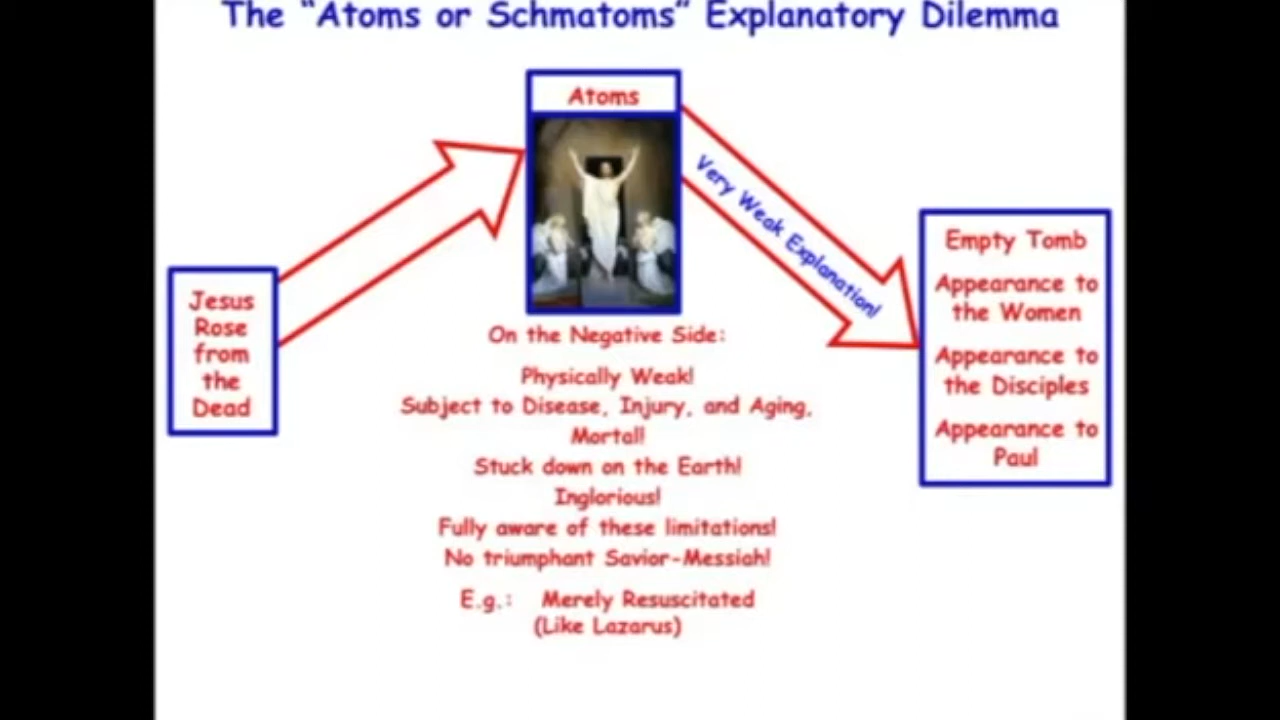 The “Atoms or Schmatoms” Explanatory Dilemma
Atoms
Very Weak Explanation!
Jesus
Rose
from
the
Dead
Empty Tomb
Appearance to
the Women
Appearance to
the Disciples
Appearance to
Paul
On the Negative Side:
Physically Weak!
Subject to Disease, Injury, and Aging,
Mortal!
Stuck down on the Earth!
Inglorious!
Fully aware of these limitations!
No triumphant Savior-Messiah!
E.g.: Merely Resuscitated
(Like Lazarus)